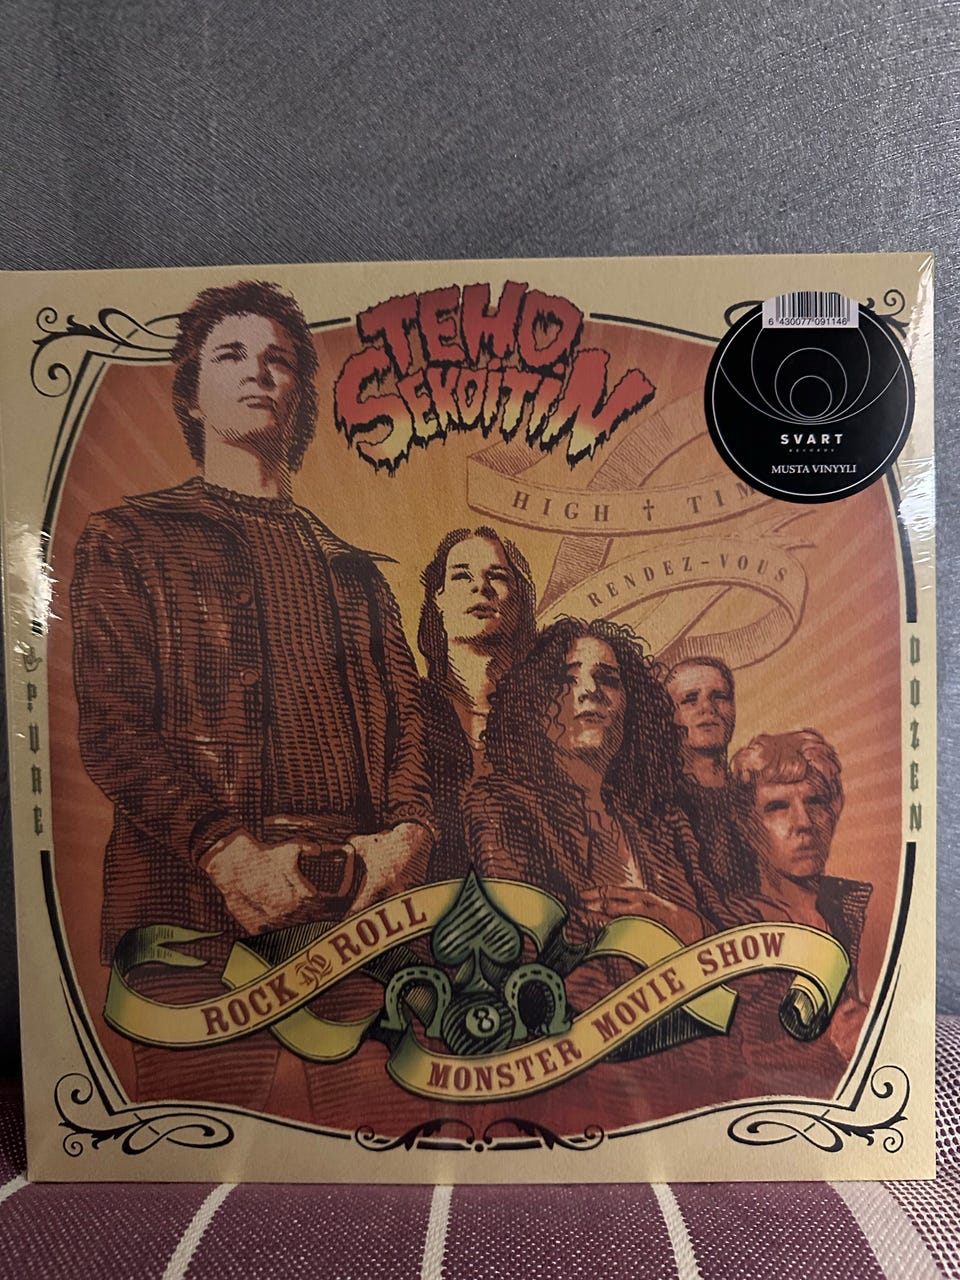 TEHO
SEKOITIN
6 430077 091146
SVART
RECORDS
MUSTA VINYYLI
HIGH † TIM
RENDEZ-VOUS
PURE
DOZEN
ROCK AND ROLL
8
MONSTER MOVIE SHOW